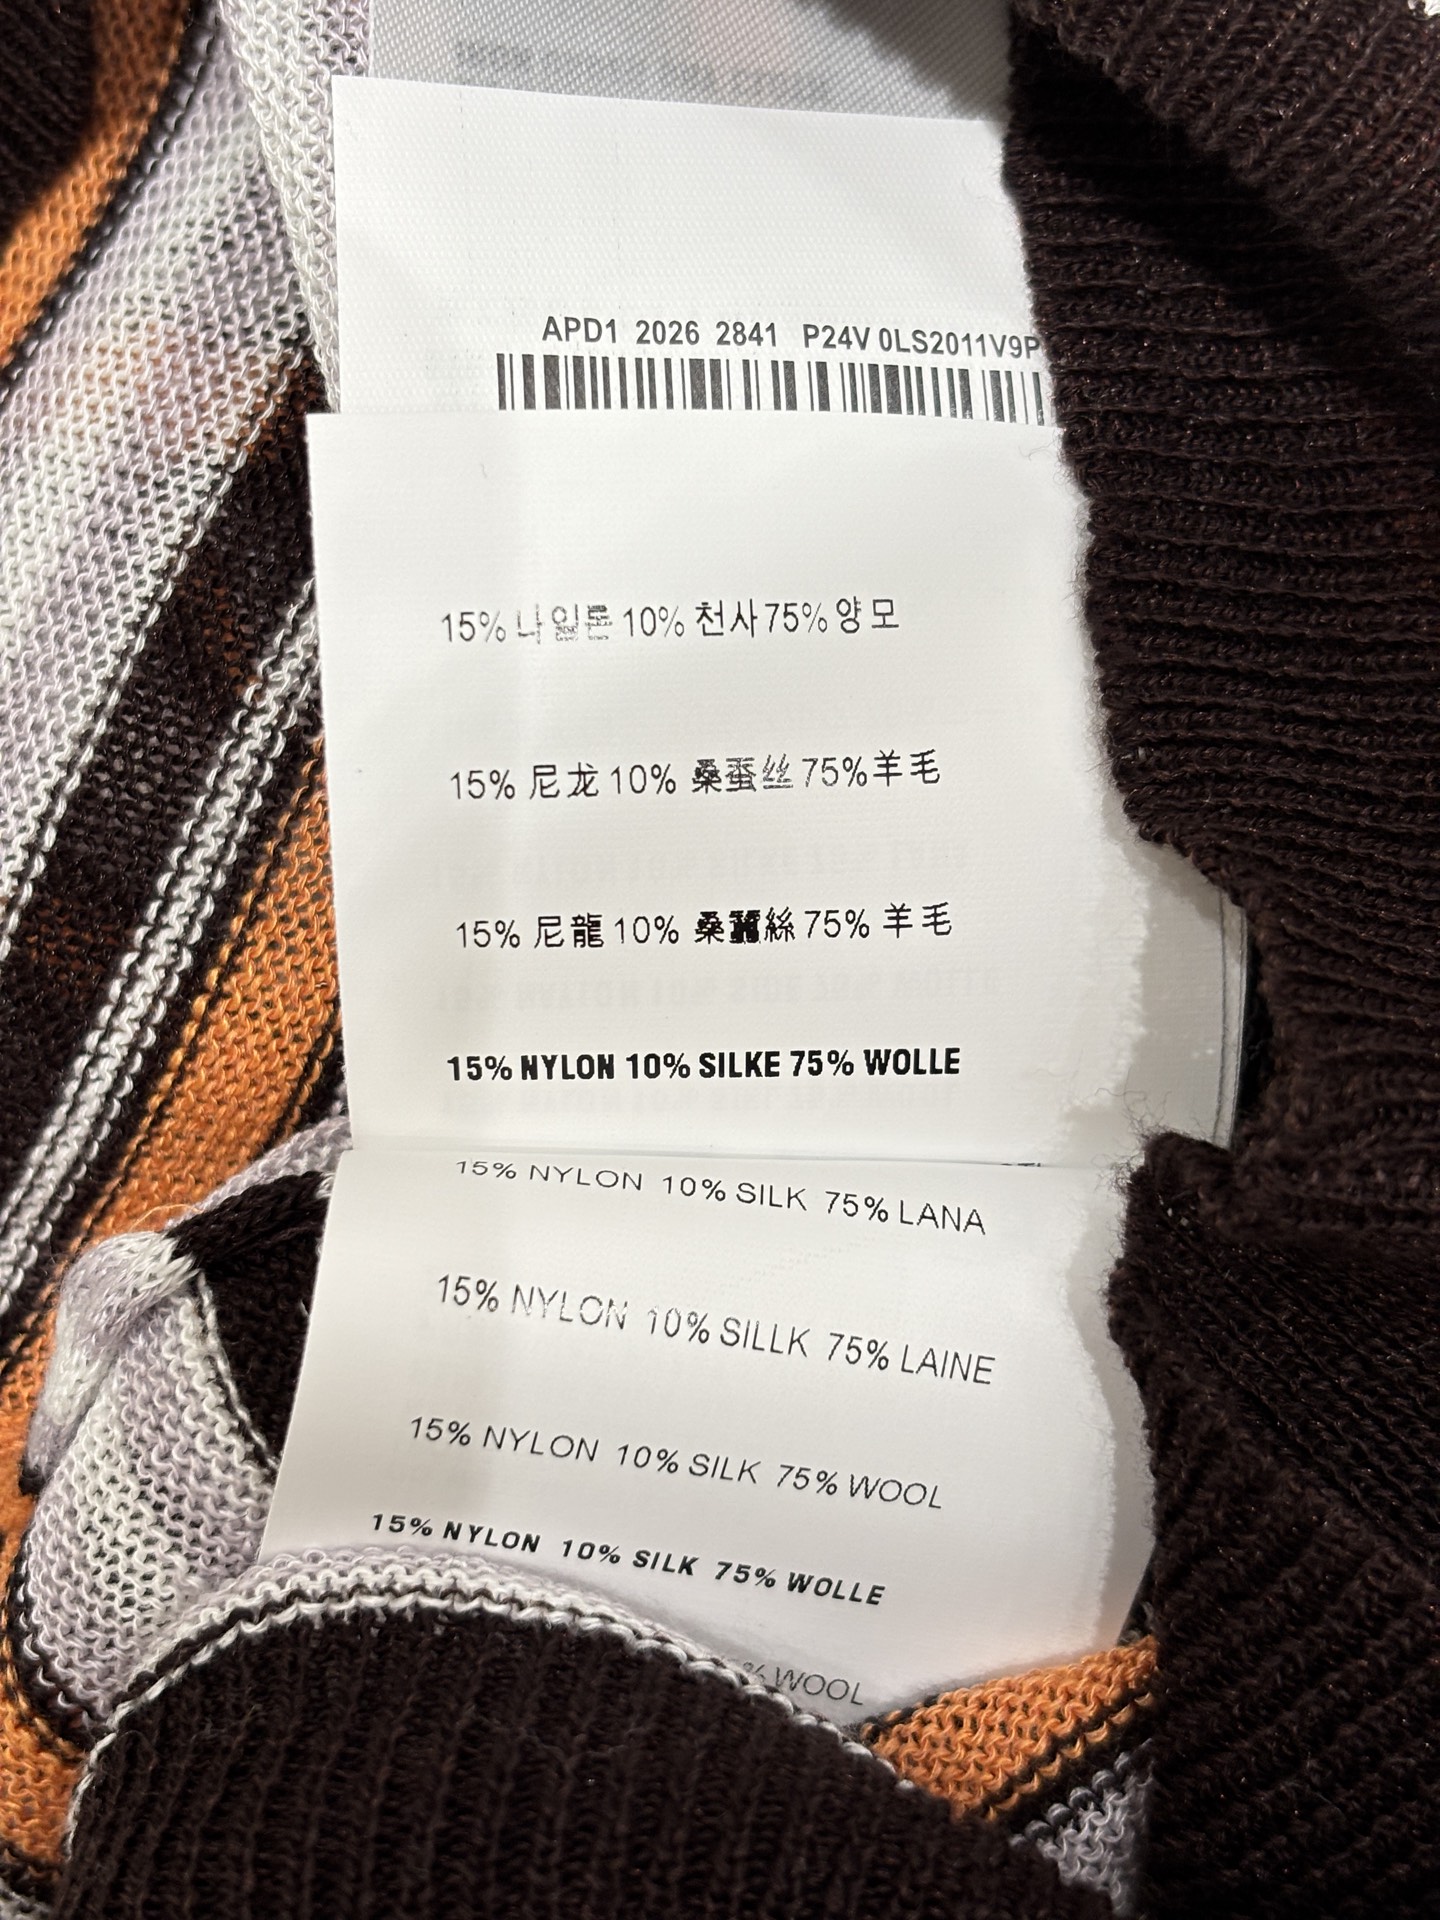 APD1 2026 2841 P24V 0LS2011V9P
15% 나일론 10% 천사 75% 양모
15% 尼龙 10% 桑蚕丝 75% 羊毛
15% 尼龍 10% 桑蠶絲 75% 羊毛
15% NYLON 10% SILKE 75% WOLLE
15% NYLON 10% SILK 75% LANA
15% NYLON 10% SILLK 75% LAINE
15% NYLON 10% SILK 75% WOOL
15% NYLON 10% SILK 75% WOLLE
% WOOL